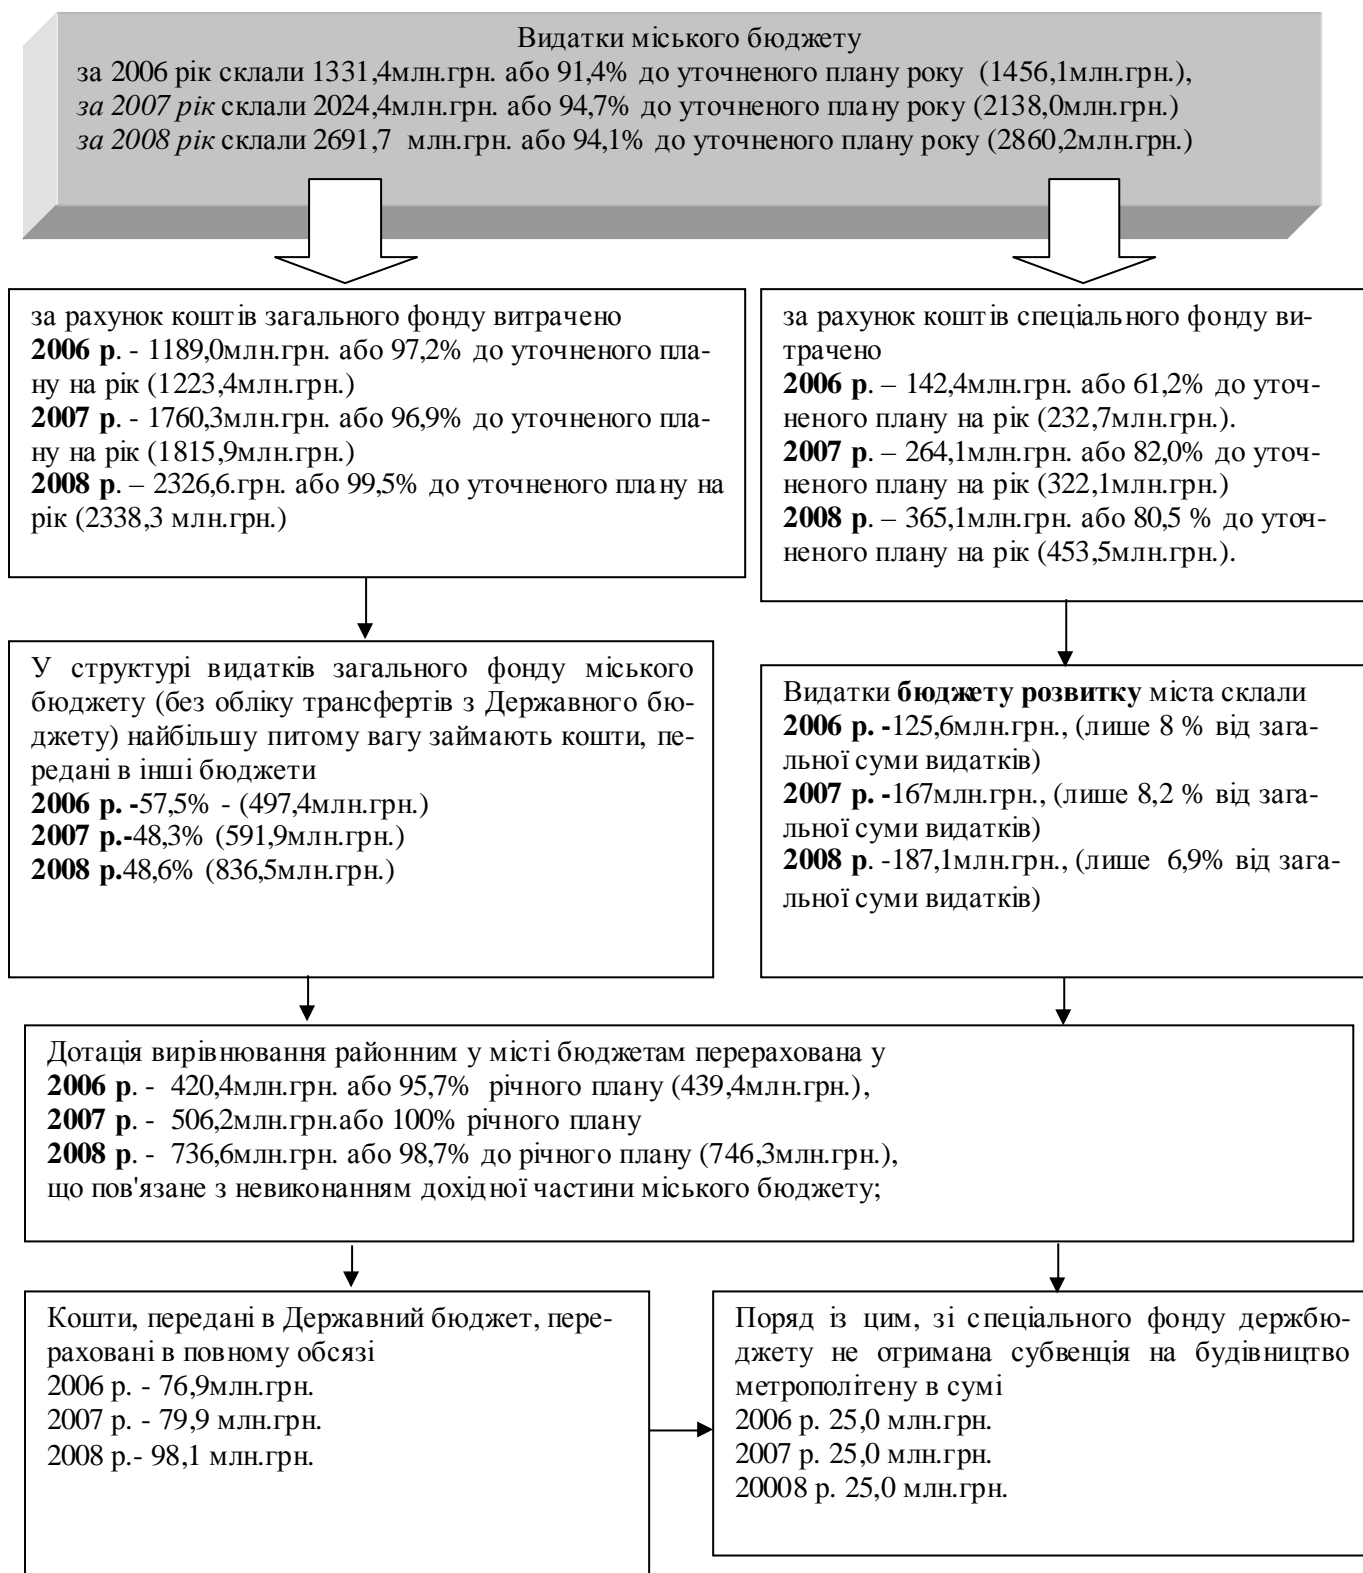 Видатки міського бюджету
за 2006 рік склали 1331,4млн.грн. або 91,4% до уточненого плану року (1456,1млн.грн.),
за 2007 рік склали 2024,4млн.грн. або 94,7% до уточненого плану року (2138,0млн.грн.)
за 2008 рік склали 2691,7 млн.грн. або 94,1% до уточненого плану року (2860,2млн.грн.)
за рахунок коштів загального фонду витрачено
2006 р. - 1189,0млн.грн. або 97,2% до уточненого пла-
ну на рік (1223,4млн.грн.)
2007 р. - 1760,3млн.грн. або 96,9% до уточненого пла-
ну на рік (1815,9млн.грн.)
2008 р. – 2326,6.грн. або 99,5% до уточненого плану на
рік (2338,3 млн.грн.)
за рахунок коштів спеціального фонду ви-
трачено
2006 р. – 142,4млн.грн. або 61,2% до уточ-
неного плану на рік (232,7млн.грн.).
2007 р. – 264,1млн.грн. або 82,0% до уточ-
неного плану на рік (322,1млн.грн.)
2008 р. – 365,1млн.грн. або 80,5 % до уточ-
неного плану на рік (453,5млн.грн.).
У структурі видатків загального фонду міського
бюджету (без обліку трансфертів з Державного бю-
джету) найбільшу питому вагу займають кошти, пе-
редані в інші бюджети
2006 р. -57,5% - (497,4млн.грн.)
2007 р.-48,3% (591,9млн.грн.)
2008 р.48,6% (836,5млн.грн.)
Видатки бюджету розвитку міста склали
2006 р. -125,6млн.грн., (лише 8 % від зага-
льної суми видатків)
2007 р. -167млн.грн., (лише 8,2 % від зага-
льної суми видатків)
2008 р. -187,1млн.грн., (лише 6,9% від зага-
льної суми видатків)
Дотація вирівнювання районним у місті бюджетам перерахована у
2006 р. - 420,4млн.грн. або 95,7% річного плану (439,4млн.грн.),
2007 р. - 506,2млн.грн.або 100% річного плану
2008 р. - 736,6млн.грн. або 98,7% до річного плану (746,3млн.грн.),
що пов'язане з невиконанням дохідної частини міського бюджету;
Кошти, передані в Державний бюджет, пере-
раховані в повному обсязі
2006 р. - 76,9млн.грн.
2007 р. - 79,9 млн.грн.
2008 р.- 98,1 млн.грн.
Поряд із цим, зі спеціального фонду держбю-
джету не отримана субвенція на будівництво
метрополітену в сумі
2006 р. 25,0 млн.грн.
2007 р. 25,0 млн.грн.
20008 р. 25,0 млн.грн.